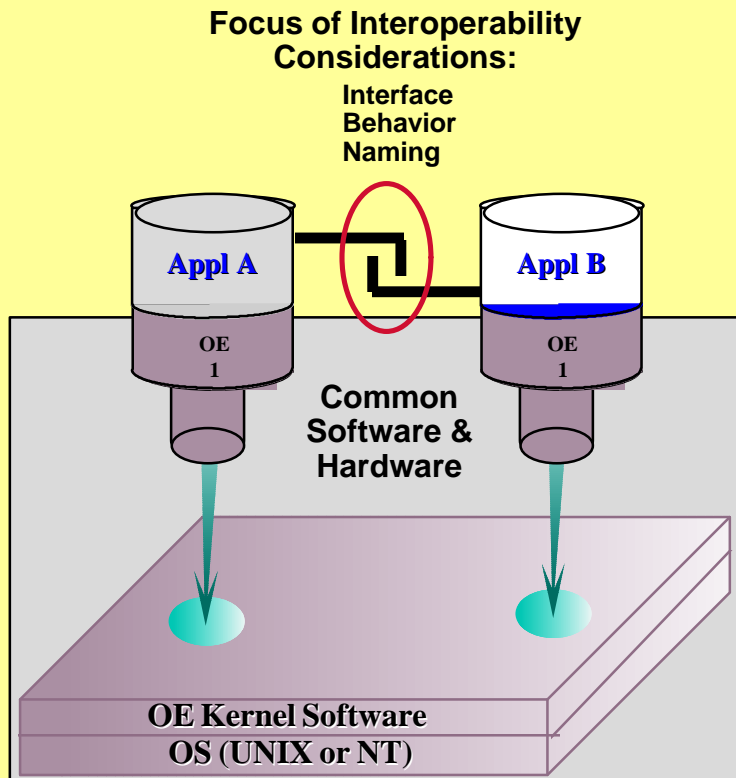 Focus of Interoperability
Considerations:
Interface
Behavior
Naming
Appl A
Appl B
OE
1
OE
1
Common
Software &
Hardware
OE Kernel Software
OS (UNIX or NT)